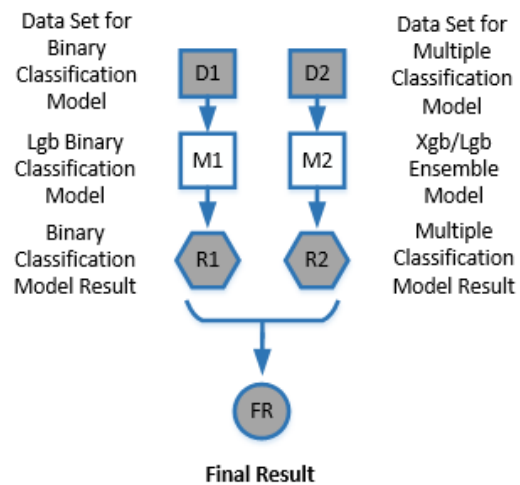 Data Set for
Binary
Classification
Model
D1
D2
Data Set for
Multiple
Classification
Model
Lgb Binary
Classification
Model
M1
M2
Xgb/Lgb
Ensemble
Model
Binary
Classification
Model Result
R1
R2
Multiple
Classification
Model Result
FR
Final Result